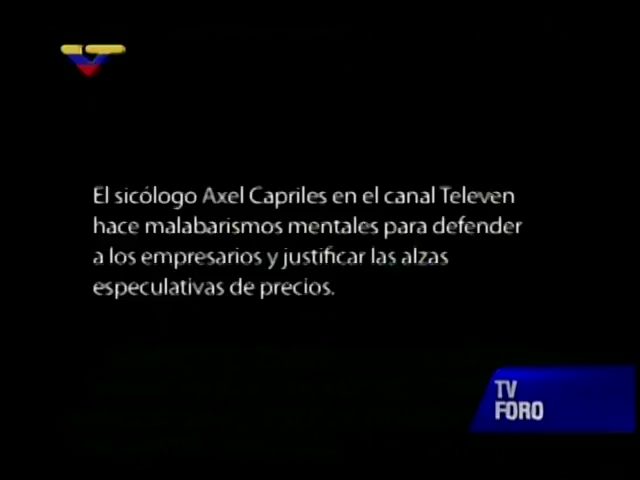 El sicólogo Axel Capriles en el canal Televen
hace malabarismos mentales para defender
a los empresarios y justificar las alzas
especulativas de precios.
TV
FORO